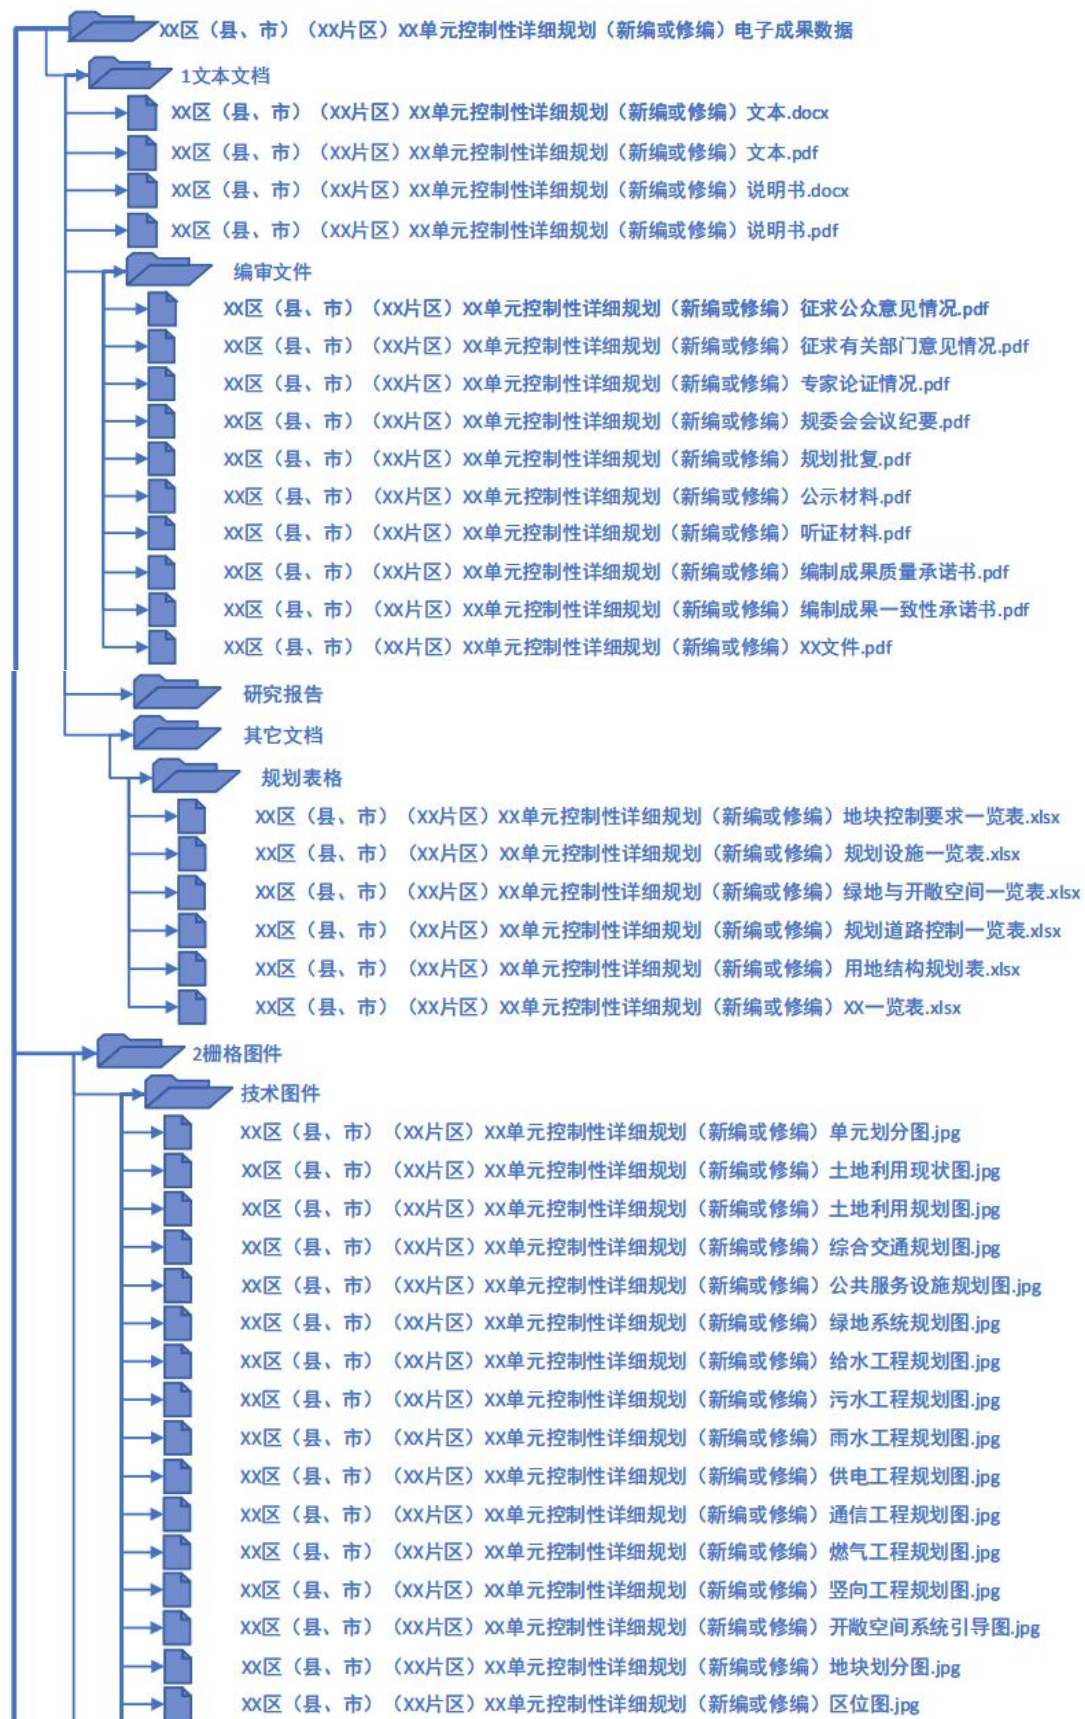 XX区（县、市）（XX片区）XX单元控制性详细规划（新编或修编）电子成果数据
1文本文档
XX区（县、市）（XX片区）XX单元控制性详细规划（新编或修编）文本.docx
XX区（县、市）（XX片区）XX单元控制性详细规划（新编或修编）文本.pdf
XX区（县、市）（XX片区）XX单元控制性详细规划（新编或修编）说明书.docx
XX区（县、市）（XX片区）XX单元控制性详细规划（新编或修编）说明书.pdf
编审文件
XX区（县、市）（XX片区）XX单元控制性详细规划（新编或修编）征求公众意见情况.pdf
XX区（县、市）（XX片区）XX单元控制性详细规划（新编或修编）征求有关部门意见情况.pdf
XX区（县、市）（XX片区）XX单元控制性详细规划（新编或修编）专家论证情况.pdf
XX区（县、市）（XX片区）XX单元控制性详细规划（新编或修编）规委会会议纪要.pdf
XX区（县、市）（XX片区）XX单元控制性详细规划（新编或修编）规划批复.pdf
XX区（县、市）（XX片区）XX单元控制性详细规划（新编或修编）公示材料.pdf
XX区（县、市）（XX片区）XX单元控制性详细规划（新编或修编）听证材料.pdf
XX区（县、市）（XX片区）XX单元控制性详细规划（新编或修编）编制成果质量承诺书.pdf
XX区（县、市）（XX片区）XX单元控制性详细规划（新编或修编）编制成果一致性承诺书.pdf
XX区（县、市）（XX片区）XX单元控制性详细规划（新编或修编）XX文件.pdf
研究报告
其它文档
规划表格
XX区（县、市）（XX片区）XX单元控制性详细规划（新编或修编）地块控制要求一览表.xlsx
XX区（县、市）（XX片区）XX单元控制性详细规划（新编或修编）规划设施一览表.xlsx
XX区（县、市）（XX片区）XX单元控制性详细规划（新编或修编）绿地与开敞空间一览表.xlsx
XX区（县、市）（XX片区）XX单元控制性详细规划（新编或修编）规划道路控制一览表.xlsx
XX区（县、市）（XX片区）XX单元控制性详细规划（新编或修编）用地结构规划表.xlsx
XX区（县、市）（XX片区）XX单元控制性详细规划（新编或修编）XX一览表.xlsx
2栅格图件
技术图件
XX区（县、市）（XX片区）XX单元控制性详细规划（新编或修编）单元划分图.jpg
XX区（县、市）（XX片区）XX单元控制性详细规划（新编或修编）土地利用现状图.jpg
XX区（县、市）（XX片区）XX单元控制性详细规划（新编或修编）土地利用规划图.jpg
XX区（县、市）（XX片区）XX单元控制性详细规划（新编或修编）综合交通规划图.jpg
XX区（县、市）（XX片区）XX单元控制性详细规划（新编或修编）公共服务设施规划图.jpg
XX区（县、市）（XX片区）XX单元控制性详细规划（新编或修编）绿地系统规划图.jpg
XX区（县、市）（XX片区）XX单元控制性详细规划（新编或修编）给水工程规划图.jpg
XX区（县、市）（XX片区）XX单元控制性详细规划（新编或修编）污水工程规划图.jpg
XX区（县、市）（XX片区）XX单元控制性详细规划（新编或修编）雨水工程规划图.jpg
XX区（县、市）（XX片区）XX单元控制性详细规划（新编或修编）供电工程规划图.jpg
XX区（县、市）（XX片区）XX单元控制性详细规划（新编或修编）通信工程规划图.jpg
XX区（县、市）（XX片区）XX单元控制性详细规划（新编或修编）燃气工程规划图.jpg
XX区（县、市）（XX片区）XX单元控制性详细规划（新编或修编）竖向工程规划图.jpg
XX区（县、市）（XX片区）XX单元控制性详细规划（新编或修编）开敞空间系统引导图.jpg
XX区（县、市）（XX片区）XX单元控制性详细规划（新编或修编）地块划分图.jpg
XX区（县、市）（XX片区）XX单元控制性详细规划（新编或修编）区位图.jpg